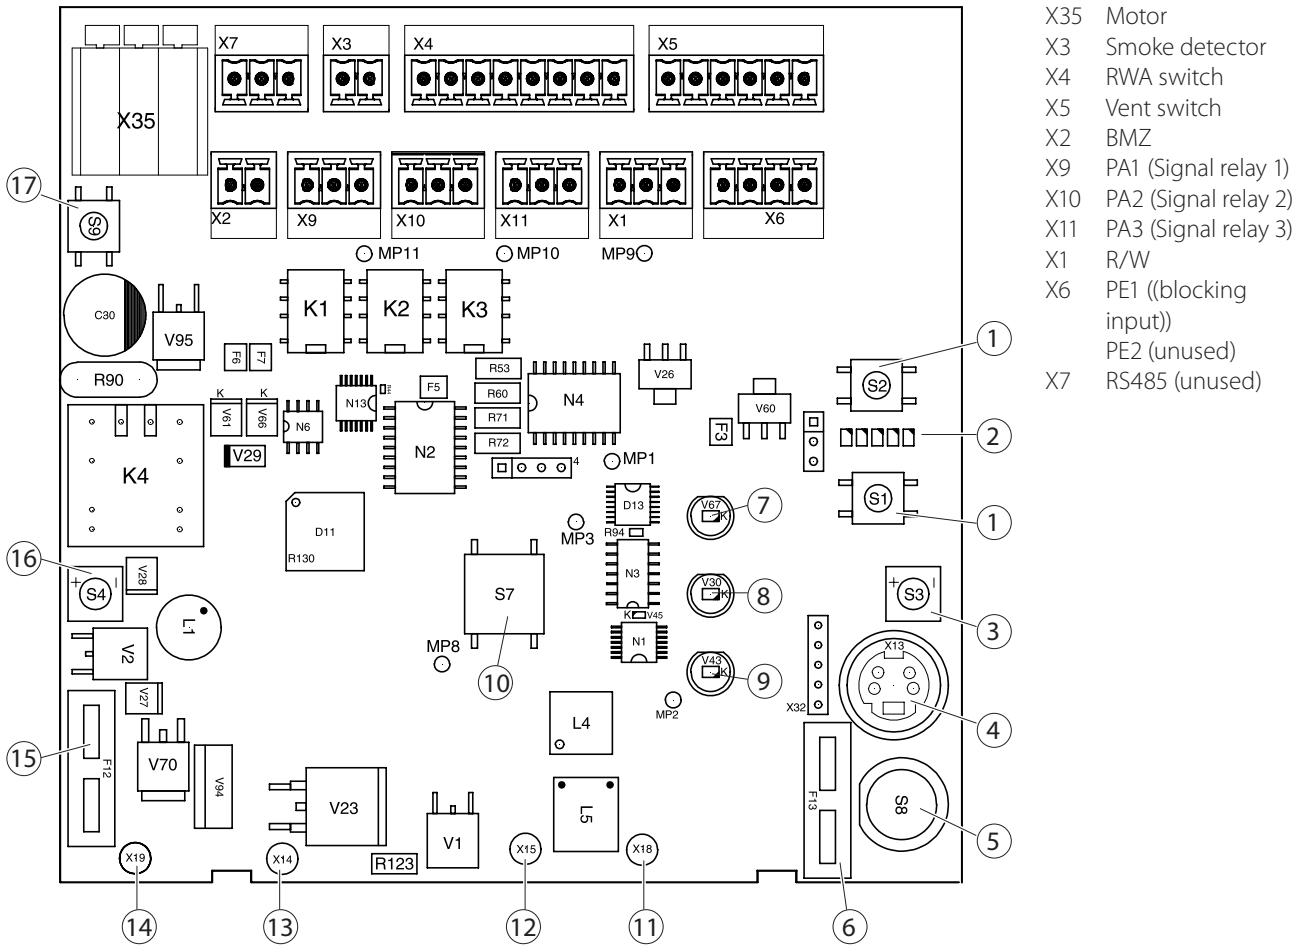 X7
X3
X4
X5
X35
X2
X9
X10
X11
X1
X6
17
S9
MP11
MP10
MP9
C30
V95
K1
K2
K3
1
R90
F6
F7
R53
V26
S2
K
K
N13
F5
R60
N4
V60
V61
V66
N6
R71
F3
2
V29
N2
R72
K4
4
MP1
S1
D13
V67
K
7
D11
MP3
R94
1
R130
16
V28
S7
N3
V30
K
8
S4
+
−
S3
+
−
L1
K
V45
3
V2
MP8
N1
X13
V43
K
9
10
V27
MP2
X32
4
L4
15
F12
V70
V94
V23
L5
F13
S8
V1
5
X19
X14
R123
X15
X18
14
13
12
11
6
X35 Motor
X3 Smoke detector
X4 RWA switch
X5 Vent switch
X2 BMZ
X9 PA1 (Signal relay 1)
X10 PA2 (Signal relay 2)
X11 PA3 (Signal relay 3)
X1 R/W
X6 PE1 ((blocking
input))
PE2 (unused)
X7 RS485 (unused)